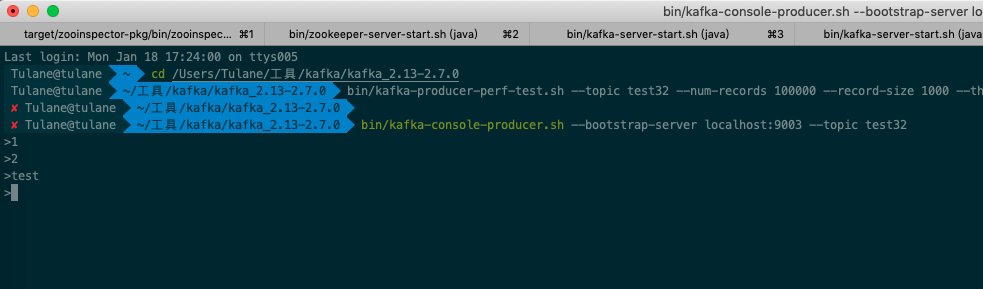 bin/kafka-console-producer.sh --bootstrap-server lo
target/zooinspector-pkg/bin/zooinspec... ⌘1 bin/zookeeper-server-start.sh (java) ⌘2 bin/kafka-server-start.sh (java) ⌘3 bin/kafka-server-start.sh (java
Last login: Mon Jan 18 17:24:00 on ttys005
Tulane@tulane ~ cd /Users/Tulane/工具/kafka/kafka_2.13-2.7.0
Tulane@tulane ~/工具/kafka/kafka_2.13-2.7.0 bin/kafka-producer-perf-test.sh --topic test32 --num-records 100000 --record-size 1000 --th
✘ Tulane@tulane ~/工具/kafka/kafka_2.13-2.7.0
✘ Tulane@tulane ~/工具/kafka/kafka_2.13-2.7.0 bin/kafka-console-producer.sh --bootstrap-server localhost:9003 --topic test32
>1
>2
>test
>